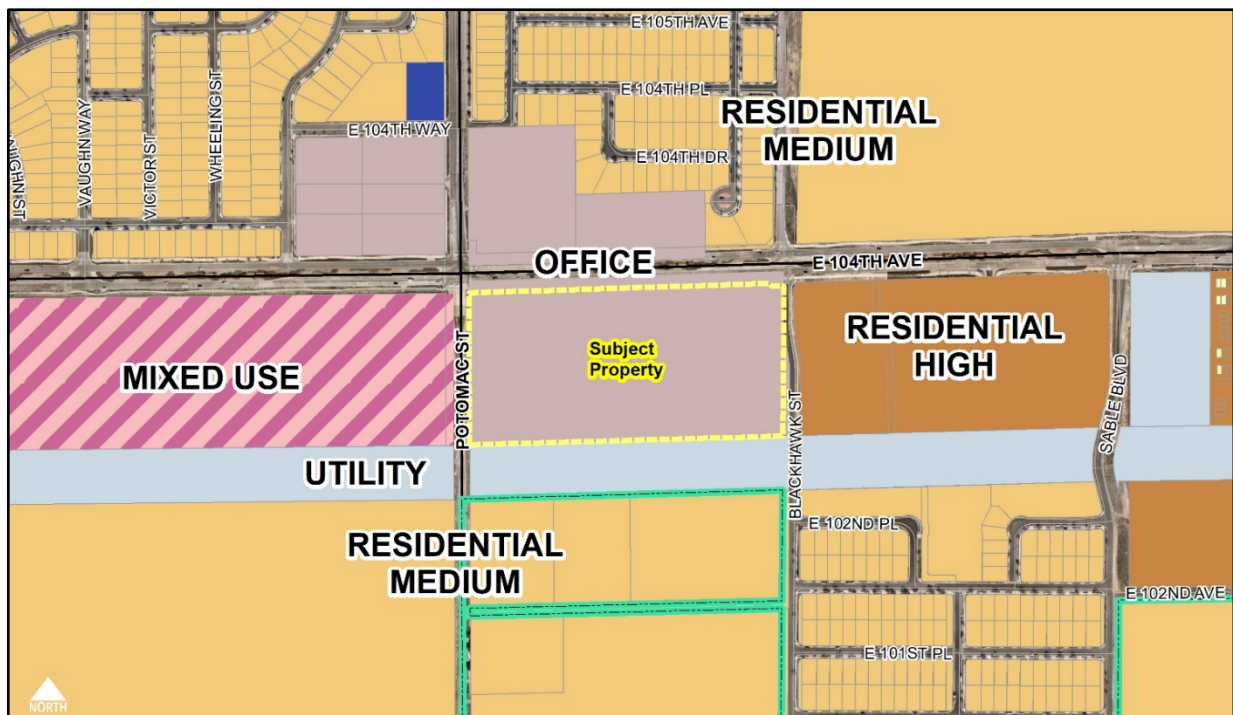 E 105TH AVE
E 104TH PL
RESIDENTIAL
MEDIUM
E 104TH WAY
E 104TH DR
VAUGHN WAY
VICTOR ST
WHEELING ST
OFFICE
E 104TH AVE
Subject
Property
MIXED USE
RESIDENTIAL
HIGH
POTOMAC ST
BLACKHAWK ST
SABLE BLVD
UTILITY
E 102ND PL
RESIDENTIAL
MEDIUM
E 102ND AVE
E 101ST PL
NORTH